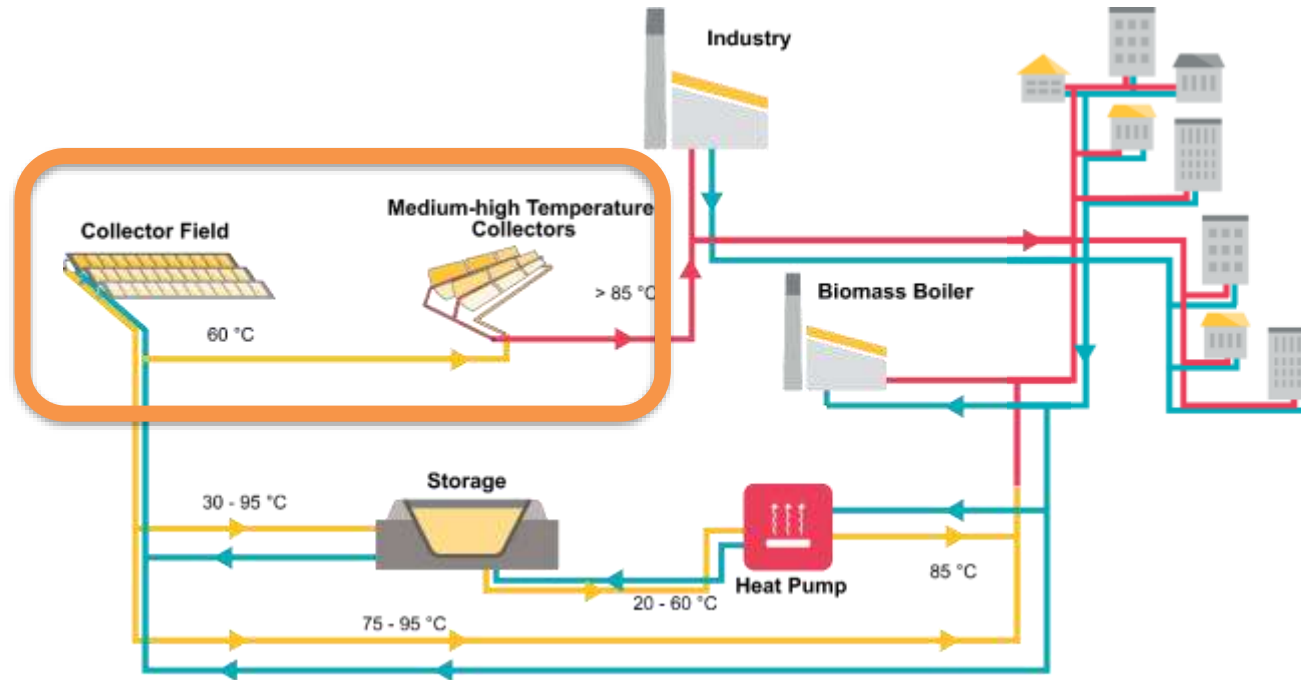 Industry
Medium-high Temperature
Collectors
Collector Field
> 85 °C
60 °C
Biomass Boiler
Storage
30 - 95 °C
Heat Pump
85 °C
20 - 60 °C
75 - 95 °C